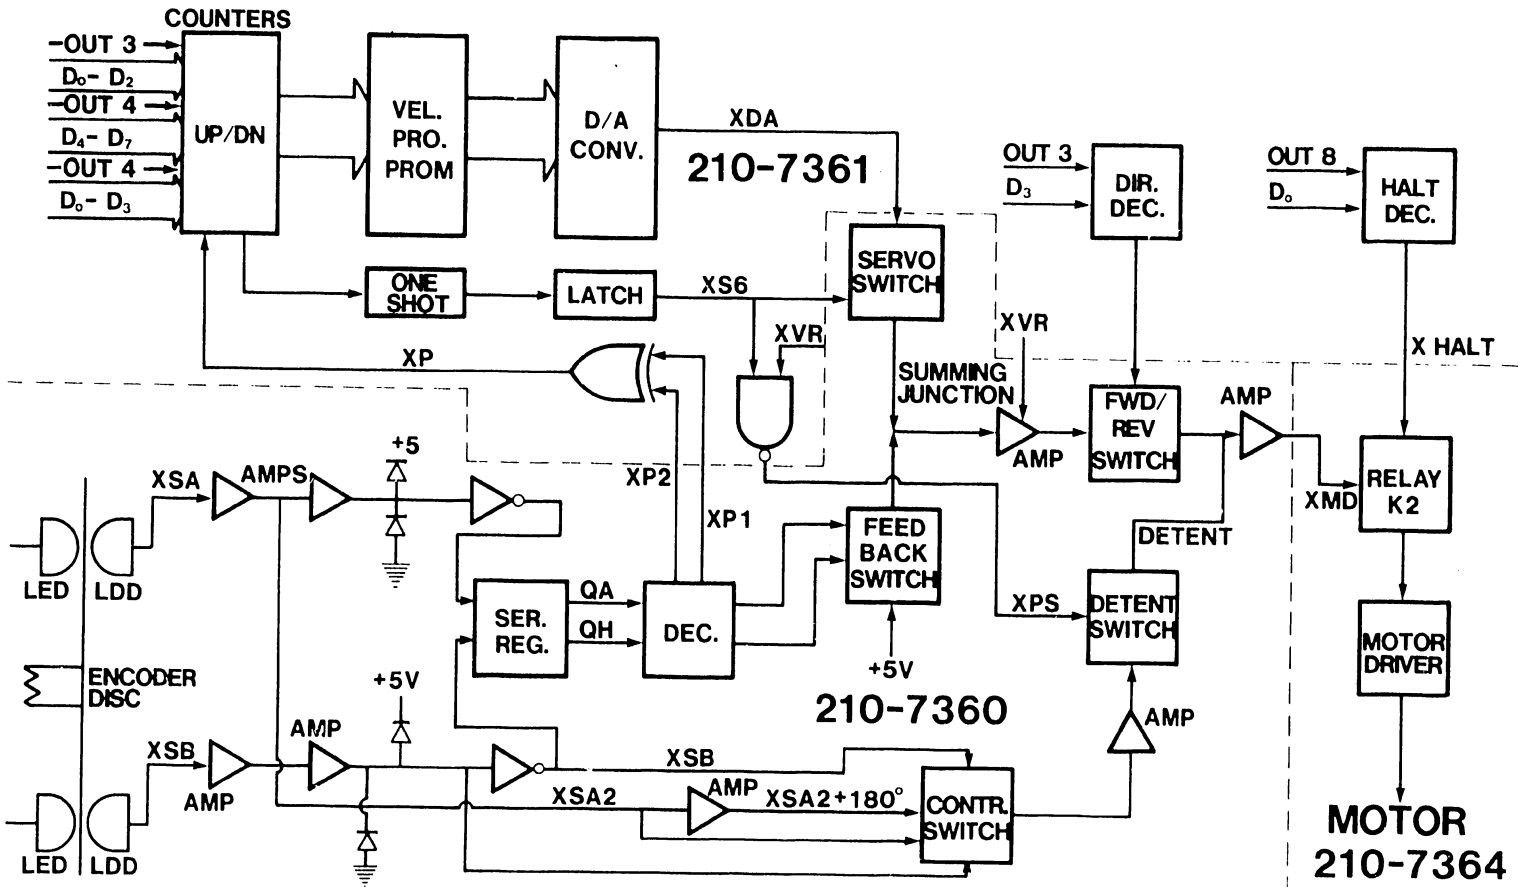 COUNTERS
-OUT 3
D₀- D₂
-OUT 4
D₄- D₇
-OUT 4
D₀- D₃
UP/DN
VEL.
PRO.
PROM
D/A
CONV.
XDA
210-7361
OUT 3
D₃
DIR.
DEC.
OUT 8
D₀
HALT
DEC.
SERVO
SWITCH
ONE
SHOT
LATCH
XS6
XVR
XVR
X HALT
XP
SUMMING
JUNCTION
AMP
FWD/
REV
SWITCH
AMP
RELAY
K2
XMD
+5
XSA
AMPS
XP2
XP1
FEED
BACK
SWITCH
DETENT
LED
LDD
SER.
REG.
QA
QH
DEC.
XPS
DETENT
SWITCH
MOTOR
DRIVER
+5V
ENCODER
DISC
+5V
210-7360
AMP
XSB
AMP
AMP
XSB
AMP
XSA2
XSA2+180°
CONTR.
SWITCH
LED
LDD
MOTOR
210-7364